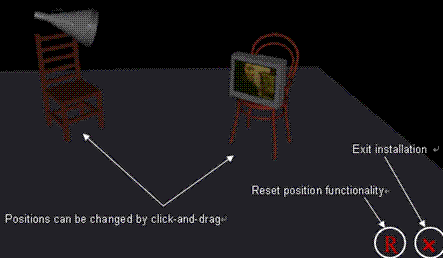 Exit installation
Reset position functionality
Positions can be changed by click-and-drag
R x